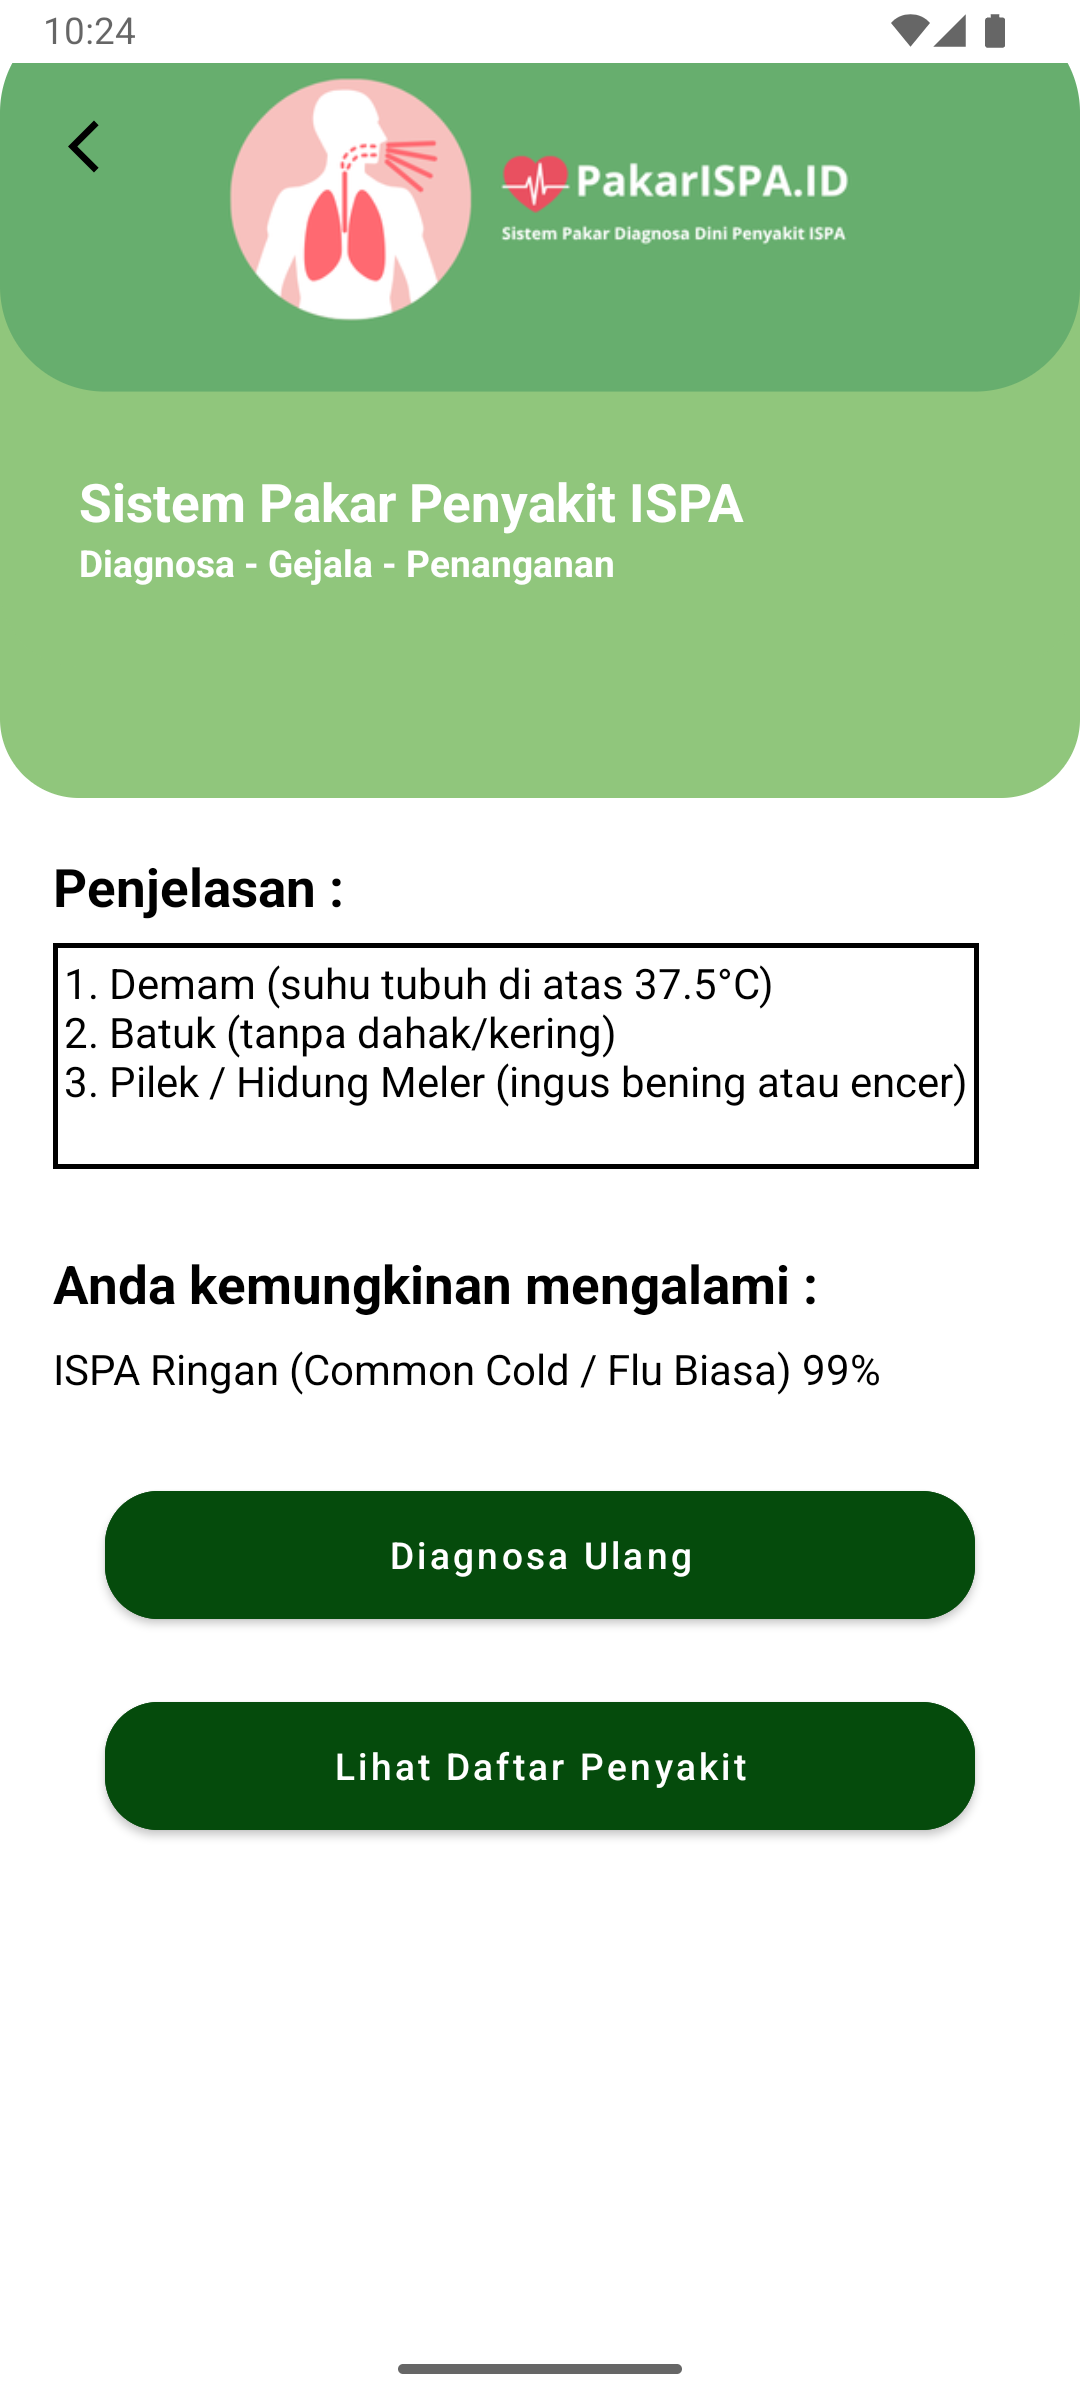 10:24
PakarISPA.ID
Sistem Pakar Diagnosa Dini Penyakit ISPA
Sistem Pakar Penyakit ISPA
Diagnosa - Gejala - Penanganan
Penjelasan :
1. Demam (suhu tubuh di atas 37.5°C)
2. Batuk (tanpa dahak/kering)
3. Pilek / Hidung Meler (ingus bening atau encer)
Anda kemungkinan mengalami :
ISPA Ringan (Common Cold / Flu Biasa) 99%
Diagnosa Ulang
Lihat Daftar Penyakit